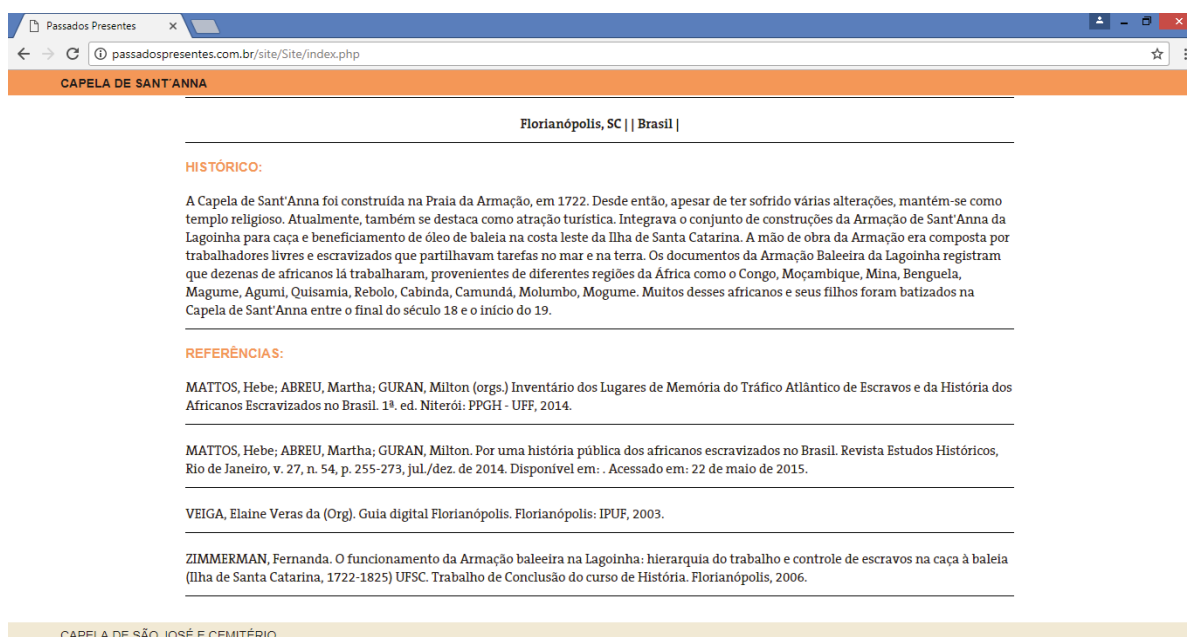 Passados Presentes
passadospresentes.com.br/site/Site/index.php
CAPELA DE SANT´ANNA
Florianópolis, SC | | Brasil |
HISTÓRICO:
A Capela de Sant'Anna foi construída na Praia da Armação, em 1722. Desde então, apesar de ter sofrido várias alterações, mantém-se como
templo religioso. Atualmente, também se destaca como atração turística. Integrava o conjunto de construções da Armação de Sant'Anna da
Lagoinha para caça e beneficiamento de óleo de baleia na costa leste da Ilha de Santa Catarina. A mão de obra da Armação era composta por
trabalhadores livres e escravizados que partilhavam tarefas no mar e na terra. Os documentos da Armação Baleeira da Lagoinha registram
que dezenas de africanos lá trabalharam, provenientes de diferentes regiões da África como o Congo, Moçambique, Mina, Benguela,
Magume, Agumi, Quisamia, Rebolo, Cabinda, Camundá, Molumbo, Mogume. Muitos desses africanos e seus filhos foram batizados na
Capela de Sant'Anna entre o final do século 18 e o início do 19.
REFERÊNCIAS:
MATTOS, Hebe; ABREU, Martha; GURAN, Milton (orgs.) Inventário dos Lugares de Memória do Tráfico Atlântico de Escravos e da História dos
Africanos Escravizados no Brasil. 1ª. ed. Niterói: PPGH - UFF, 2014.
MATTOS, Hebe; ABREU, Martha; GURAN, Milton. Por uma história pública dos africanos escravizados no Brasil. Revista Estudos Históricos,
Rio de Janeiro, v. 27, n. 54, p. 255-273, jul./dez. de 2014. Disponível em: . Acessado em: 22 de maio de 2015.
VEIGA, Elaine Veras da (Org). Guia digital Florianópolis. Florianópolis: IPUF, 2003.
ZIMMERMAN, Fernanda. O funcionamento da Armação baleeira na Lagoinha: hierarquia do trabalho e controle de escravos na caça à baleia
(Ilha de Santa Catarina, 1722-1825) UFSC. Trabalho de Conclusão do curso de História. Florianópolis, 2006.
CAPELA DE SÃO JOSÉ E CEMITÉRIO